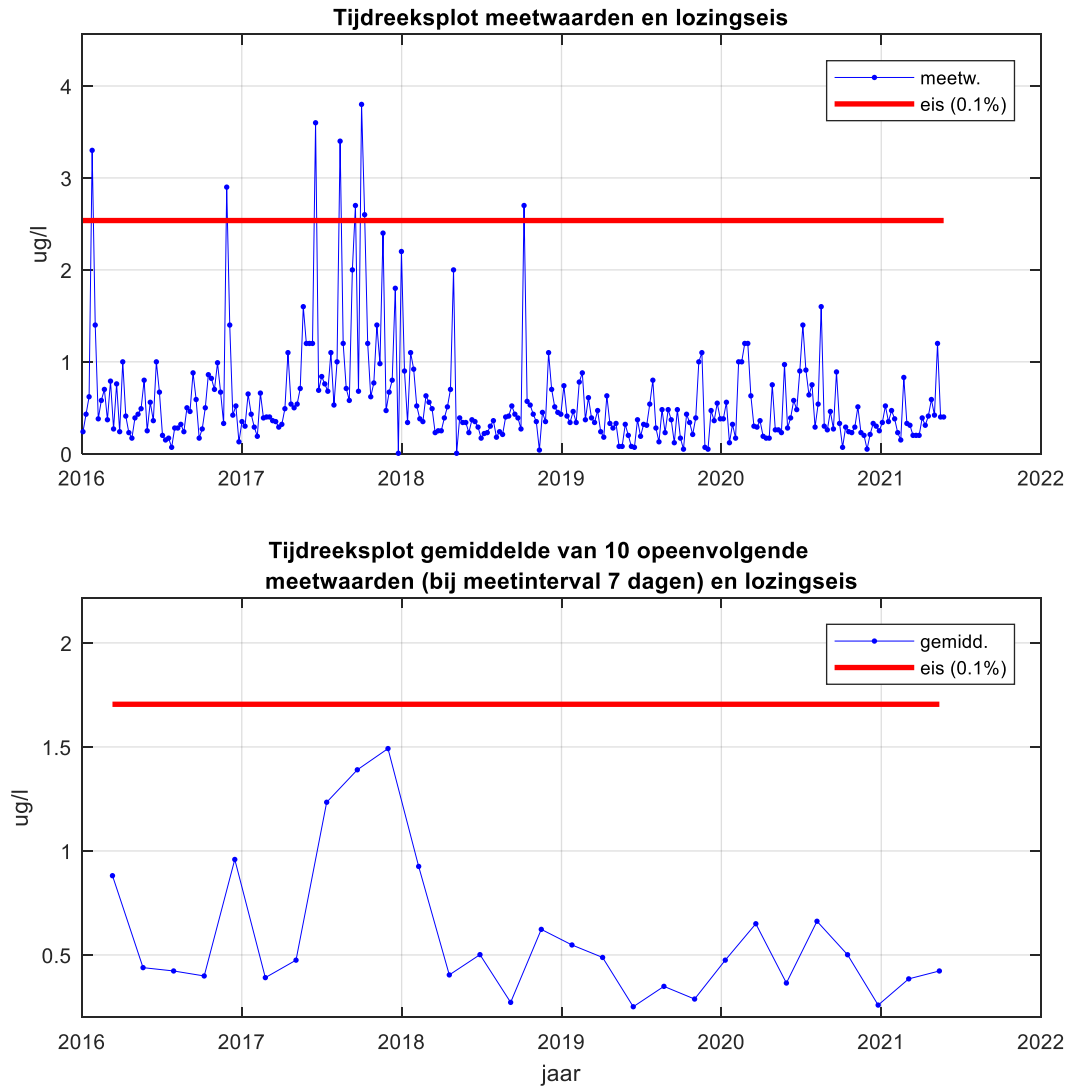 Tijdreeksplot meetwaarden en lozingseis
4
3
2
1
0
ug/l
meetw.
eis (0.1%)
2016 2017 2018 2019 2020 2021 2022
Tijdreeksplot gemiddelde van 10 opeenvolgende
meetwaarden (bij meetinterval 7 dagen) en lozingseis
2
1.5
1
0.5
ug/l
gemidd.
eis (0.1%)
2016 2017 2018 2019 2020 2021 2022
jaar